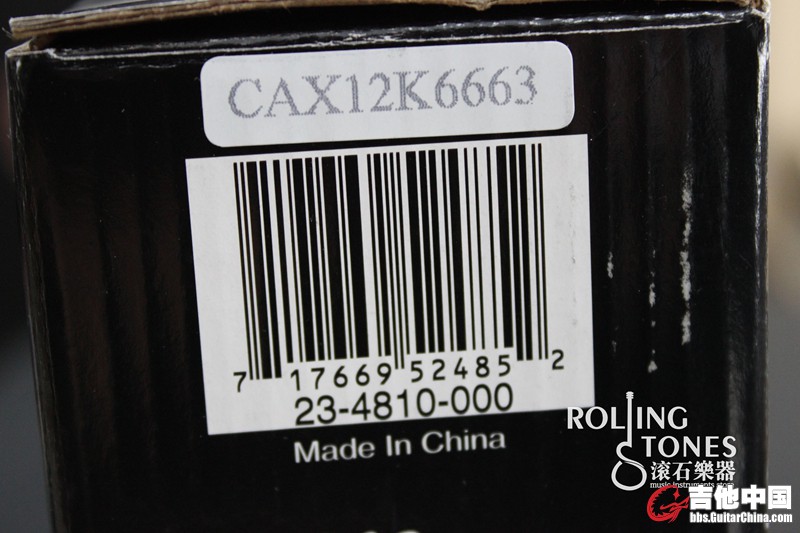 CAX12K6663
7 17669 52485 2
23-4810-000
Made In China
ROLLING
STONES
滚石樂器
music instruments store
吉他中国
bbs.GuitarChina.com